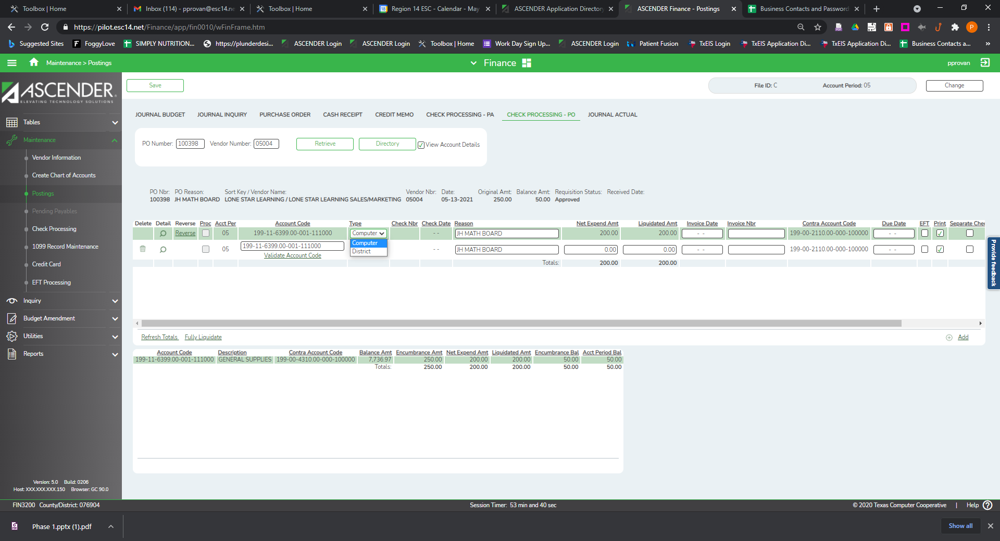 Toolbox | Home
Inbox (114) - pprovan@esc14.ne
Toolbox | Home
Region 14 ESC - Calendar - May
ASCENDER Application Directory
ASCENDER Finance - Postings
Business Contacts and Password
https://pilot.esc14.net/Finance/app/fin0010/wFinFrame.htm
P
Suggested Sites
FoggyLove
SIMPLY NUTRITION...
https://plunderdesi...
ASCENDER Login
ASCENDER Login
Toolbox | Home
Work Day Sign Up...
ASCENDER Login
Patient Fusion
TxEIS Login
TxEIS Application Di...
TxEIS Application Di...
Business Contacts a...
»
Maintenance > Postings
Finance
pprovan
ASCENDER
ELEVATING TECHNOLOGY SOLUTIONS
Save
File ID: C
Account Period: 05
Change
JOURNAL BUDGET
JOURNAL INQUIRY
PURCHASE ORDER
CASH RECEIPT
CREDIT MEMO
CHECK PROCESSING - PA
CHECK PROCESSING - PO
JOURNAL ACTUAL
Tables
Maintenance
Vendor Information
Create Chart of Accounts
Postings
Pending Payables
Check Processing
1099 Record Maintenance
Credit Card
EFT Processing
Inquiry
Budget Amendment
Utilities
Reports
PO Number: 100398 Vendor Number: 05004 Retrieve Directory View Account Details
PO Nbr: PO Reason: Sort Key / Vendor Name: Vendor Nbr: Date: Original Amt: Balance Amt: Requisition Status: Received Date:
100398 JH MATH BOARD LONE STAR LEARNING / LONE STAR LEARNING SALES/MARKETING 05004 05-13-2021 250.00 50.00 Approved
Delete Detail Reverse Proc Acct Per Account Code Type Check Nbr Check Date Reason Net Expend Amt Liquidated Amt Invoice Date Invoice Nbr Contra Account Code Due Date EFT Print Separate Chec
Reverse 05 199-11-6399.00-001-111000 Computer - - JH MATH BOARD 200.00 200.00 - - 199-00-2110.00-000-100000 - -
Computer
District
05 199-11-6399.00-001-111000 - - JH MATH BOARD 0.00 0.00 - - 199-00-2110.00-000-100000 - -
Validate Account Code
Totals: 200.00 200.00
Provide feedback
Refresh Totals Fully Liquidate Add
Account Code Description Contra Account Code Balance Amt Encumbrance Amt Net Expend Amt Liquidated Amt Encumbrance Bal Acct Period Bal
199-11-6399.00-001-111000 GENERAL SUPPLIES 199-00-4310.00-000-100000 7,736.97 250.00 200.00 200.00 50.00 50.00
Totals: 250.00 200.00 200.00 50.00 50.00
Version: 5.0 Build: 0206
Host: XXX.XXX.XXX.150 Browser: GC 90.0
FIN3200 County/District: 076904
Session Timer: 53 min and 40 sec
© 2020 Texas Computer Cooperative | Help
Phase 1.pptx (1).pdf
Show all